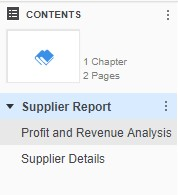 CONTENTS
1 Chapter
2 Pages
Supplier Report
Profit and Revenue Analysis
Supplier Details